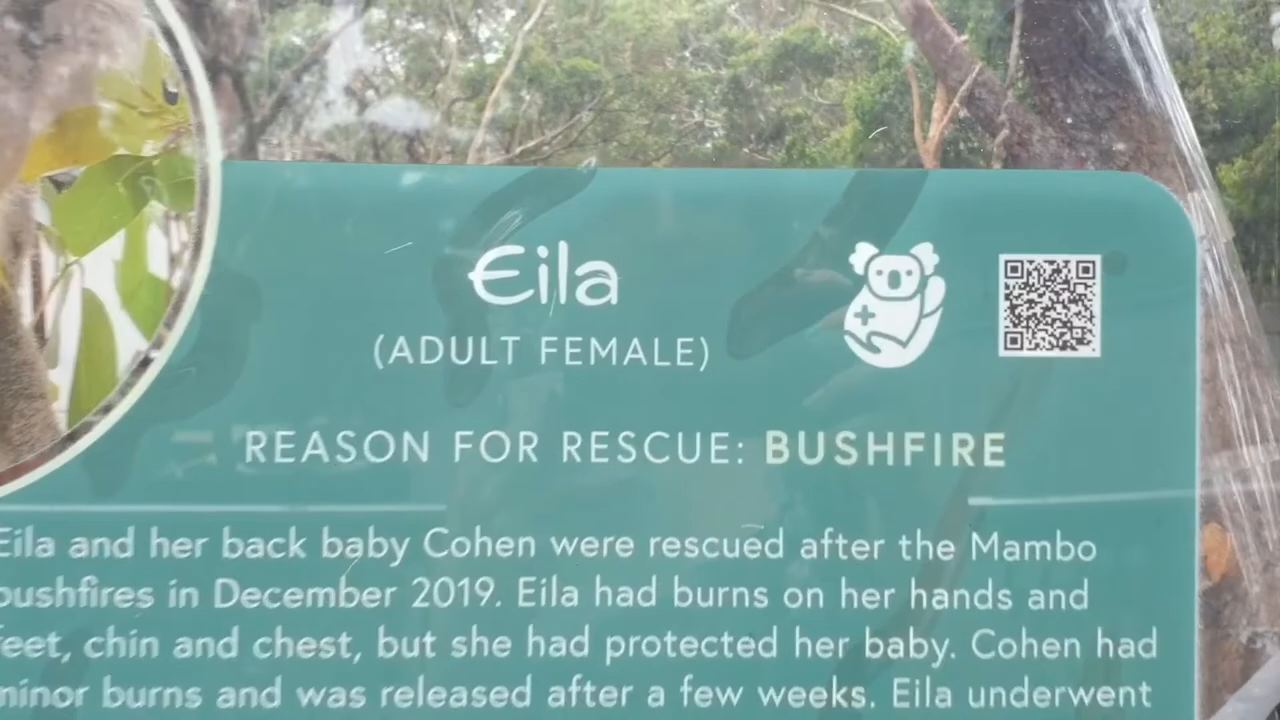 Eila
(ADULT FEMALE)
REASON FOR RESCUE: BUSHFIRE
Eila and her back baby Cohen were rescued after the Mambo
bushfires in December 2019. Eila had burns on her hands and
feet, chin and chest, but she had protected her baby. Cohen had
minor burns and was released after a few weeks. Eila underwent